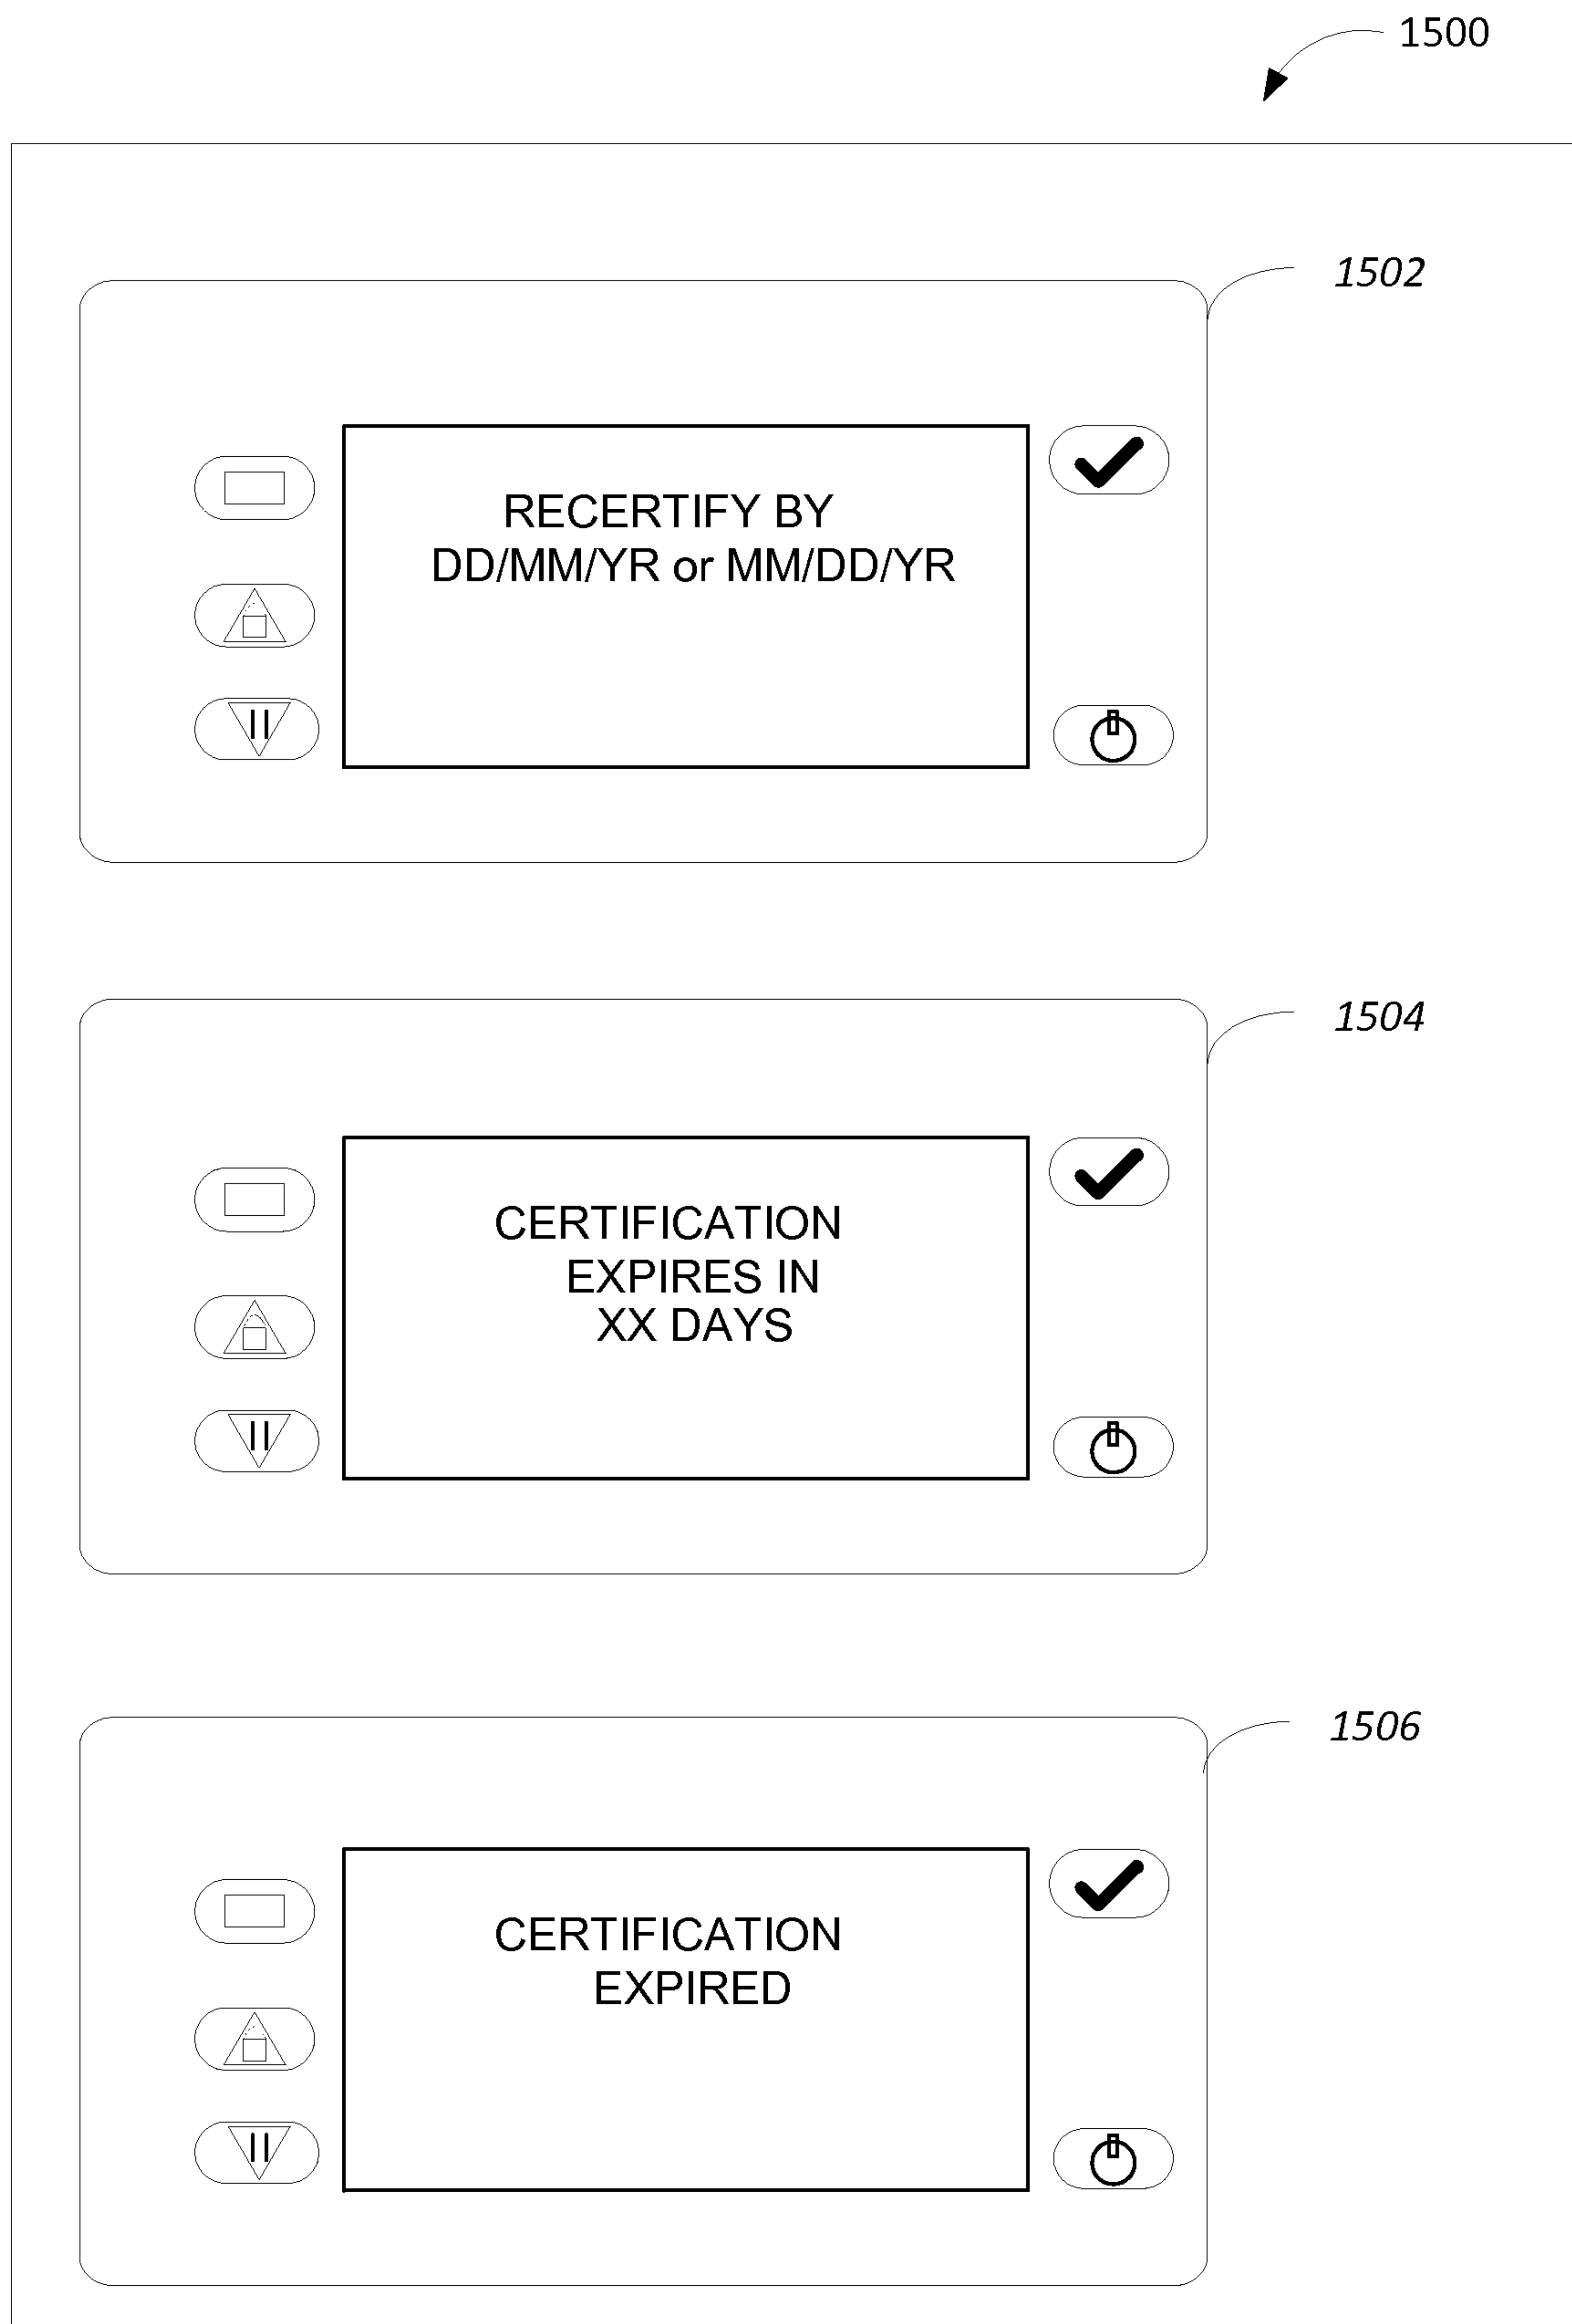 1500
1502
RECERTIFY BY
DD/MM/YR or MM/DD/YR
1504
CERTIFICATION
EXPIRES IN
XX DAYS
1506
CERTIFICATION
EXPIRED